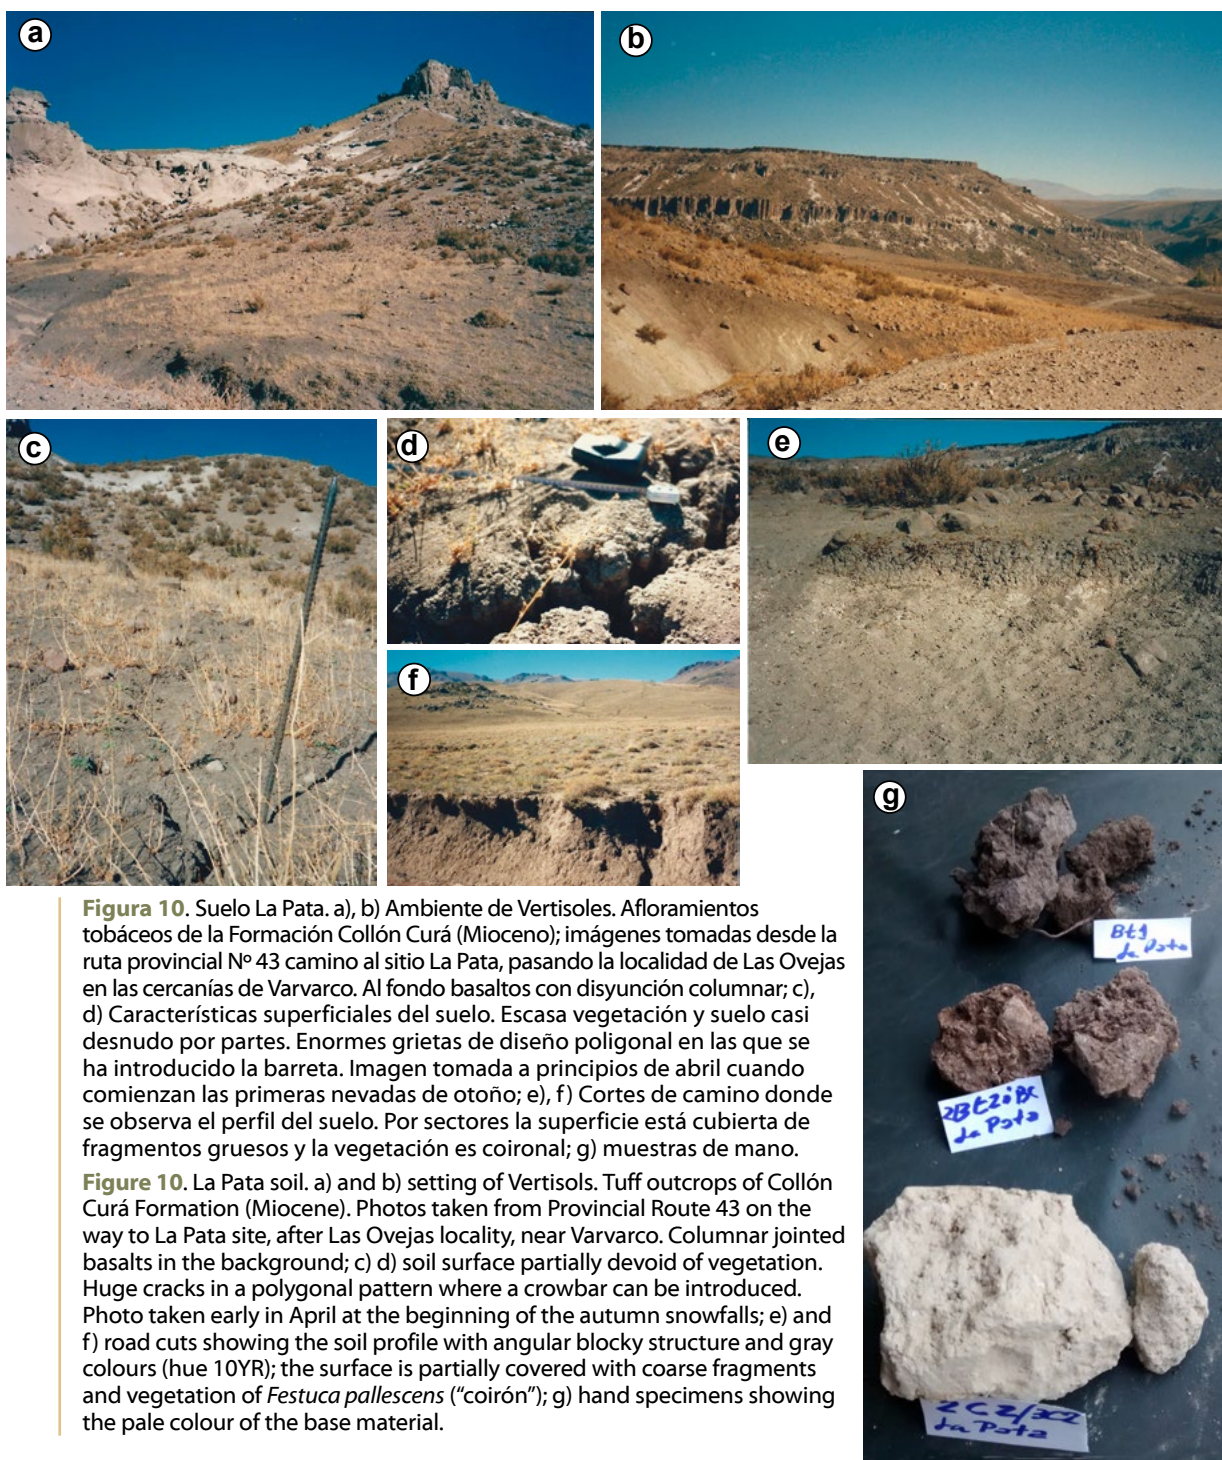 a
b
c
d
e
f
g
Bt1
La Pata
2Bt2iBC
La Pata
2C2/3C2
La Pata
Figura 10. Suelo La Pata. a), b) Ambiente de Vertisoles. Afloramientos
tobáceos de la Formación Collón Curá (Mioceno); imágenes tomadas desde la
ruta provincial Nº 43 camino al sitio La Pata, pasando la localidad de Las Ovejas
en las cercanías de Varvarco. Al fondo basaltos con disyunción columnar; c),
d) Características superficiales del suelo. Escasa vegetación y suelo casi
desnudo por partes. Enormes grietas de diseño poligonal en las que se
ha introducido la barreta. Imagen tomada a principios de abril cuando
comienzan las primeras nevadas de otoño; e), f) Cortes de camino donde
se observa el perfil del suelo. Por sectores la superficie está cubierta de
fragmentos gruesos y la vegetación es coironal; g) muestras de mano.
Figure 10. La Pata soil. a) and b) setting of Vertisols. Tuff outcrops of Collón
Curá Formation (Miocene). Photos taken from Provincial Route 43 on the
way to La Pata site, after Las Ovejas locality, near Varvarco. Columnar jointed
basalts in the background; c) d) soil surface partially devoid of vegetation.
Huge cracks in a polygonal pattern where a crowbar can be introduced.
Photo taken early in April at the beginning of the autumn snowfalls; e) and
f) road cuts showing the soil profile with angular blocky structure and gray
colours (hue 10YR); the surface is partially covered with coarse fragments
and vegetation of Festuca pallescens (“coirón”); g) hand specimens showing
the pale colour of the base material.